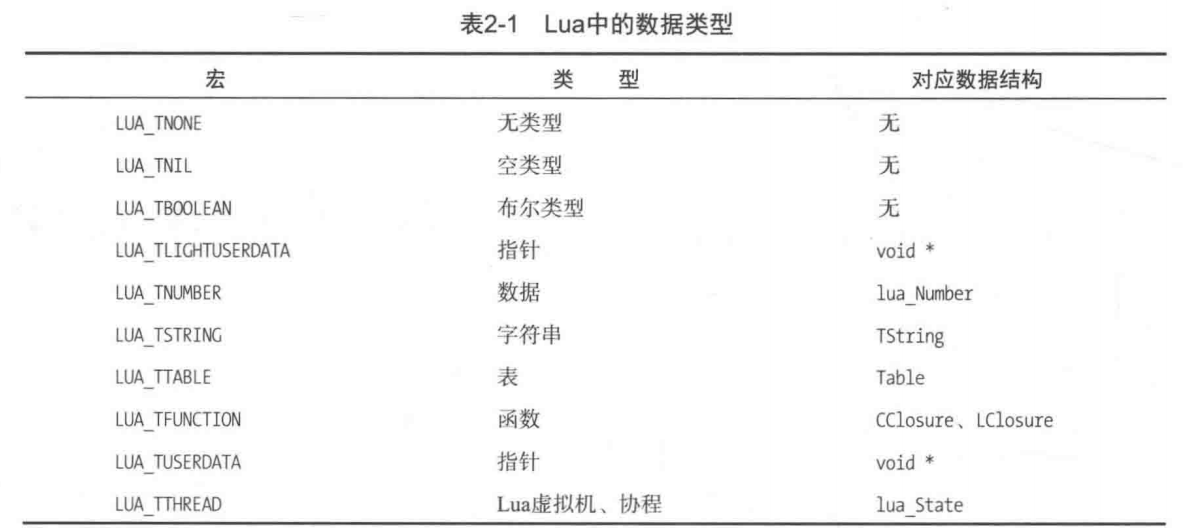 表2-1 Lua中的数据类型
宏 类 型 对应数据结构
LUA_TNONE 无类型 无
LUA_TNIL 空类型 无
LUA_TBOOLEAN 布尔类型 无
LUA_TLIGHTUSERDATA 指针 void *
LUA_TNUMBER 数据 lua_Number
LUA_TSTRING 字符串 TString
LUA_TTABLE 表 Table
LUA_TFUNCTION 函数 CClosure、LClosure
LUA_TUSERDATA 指针 void *
LUA_TTHREAD Lua虚拟机、协程 lua_State